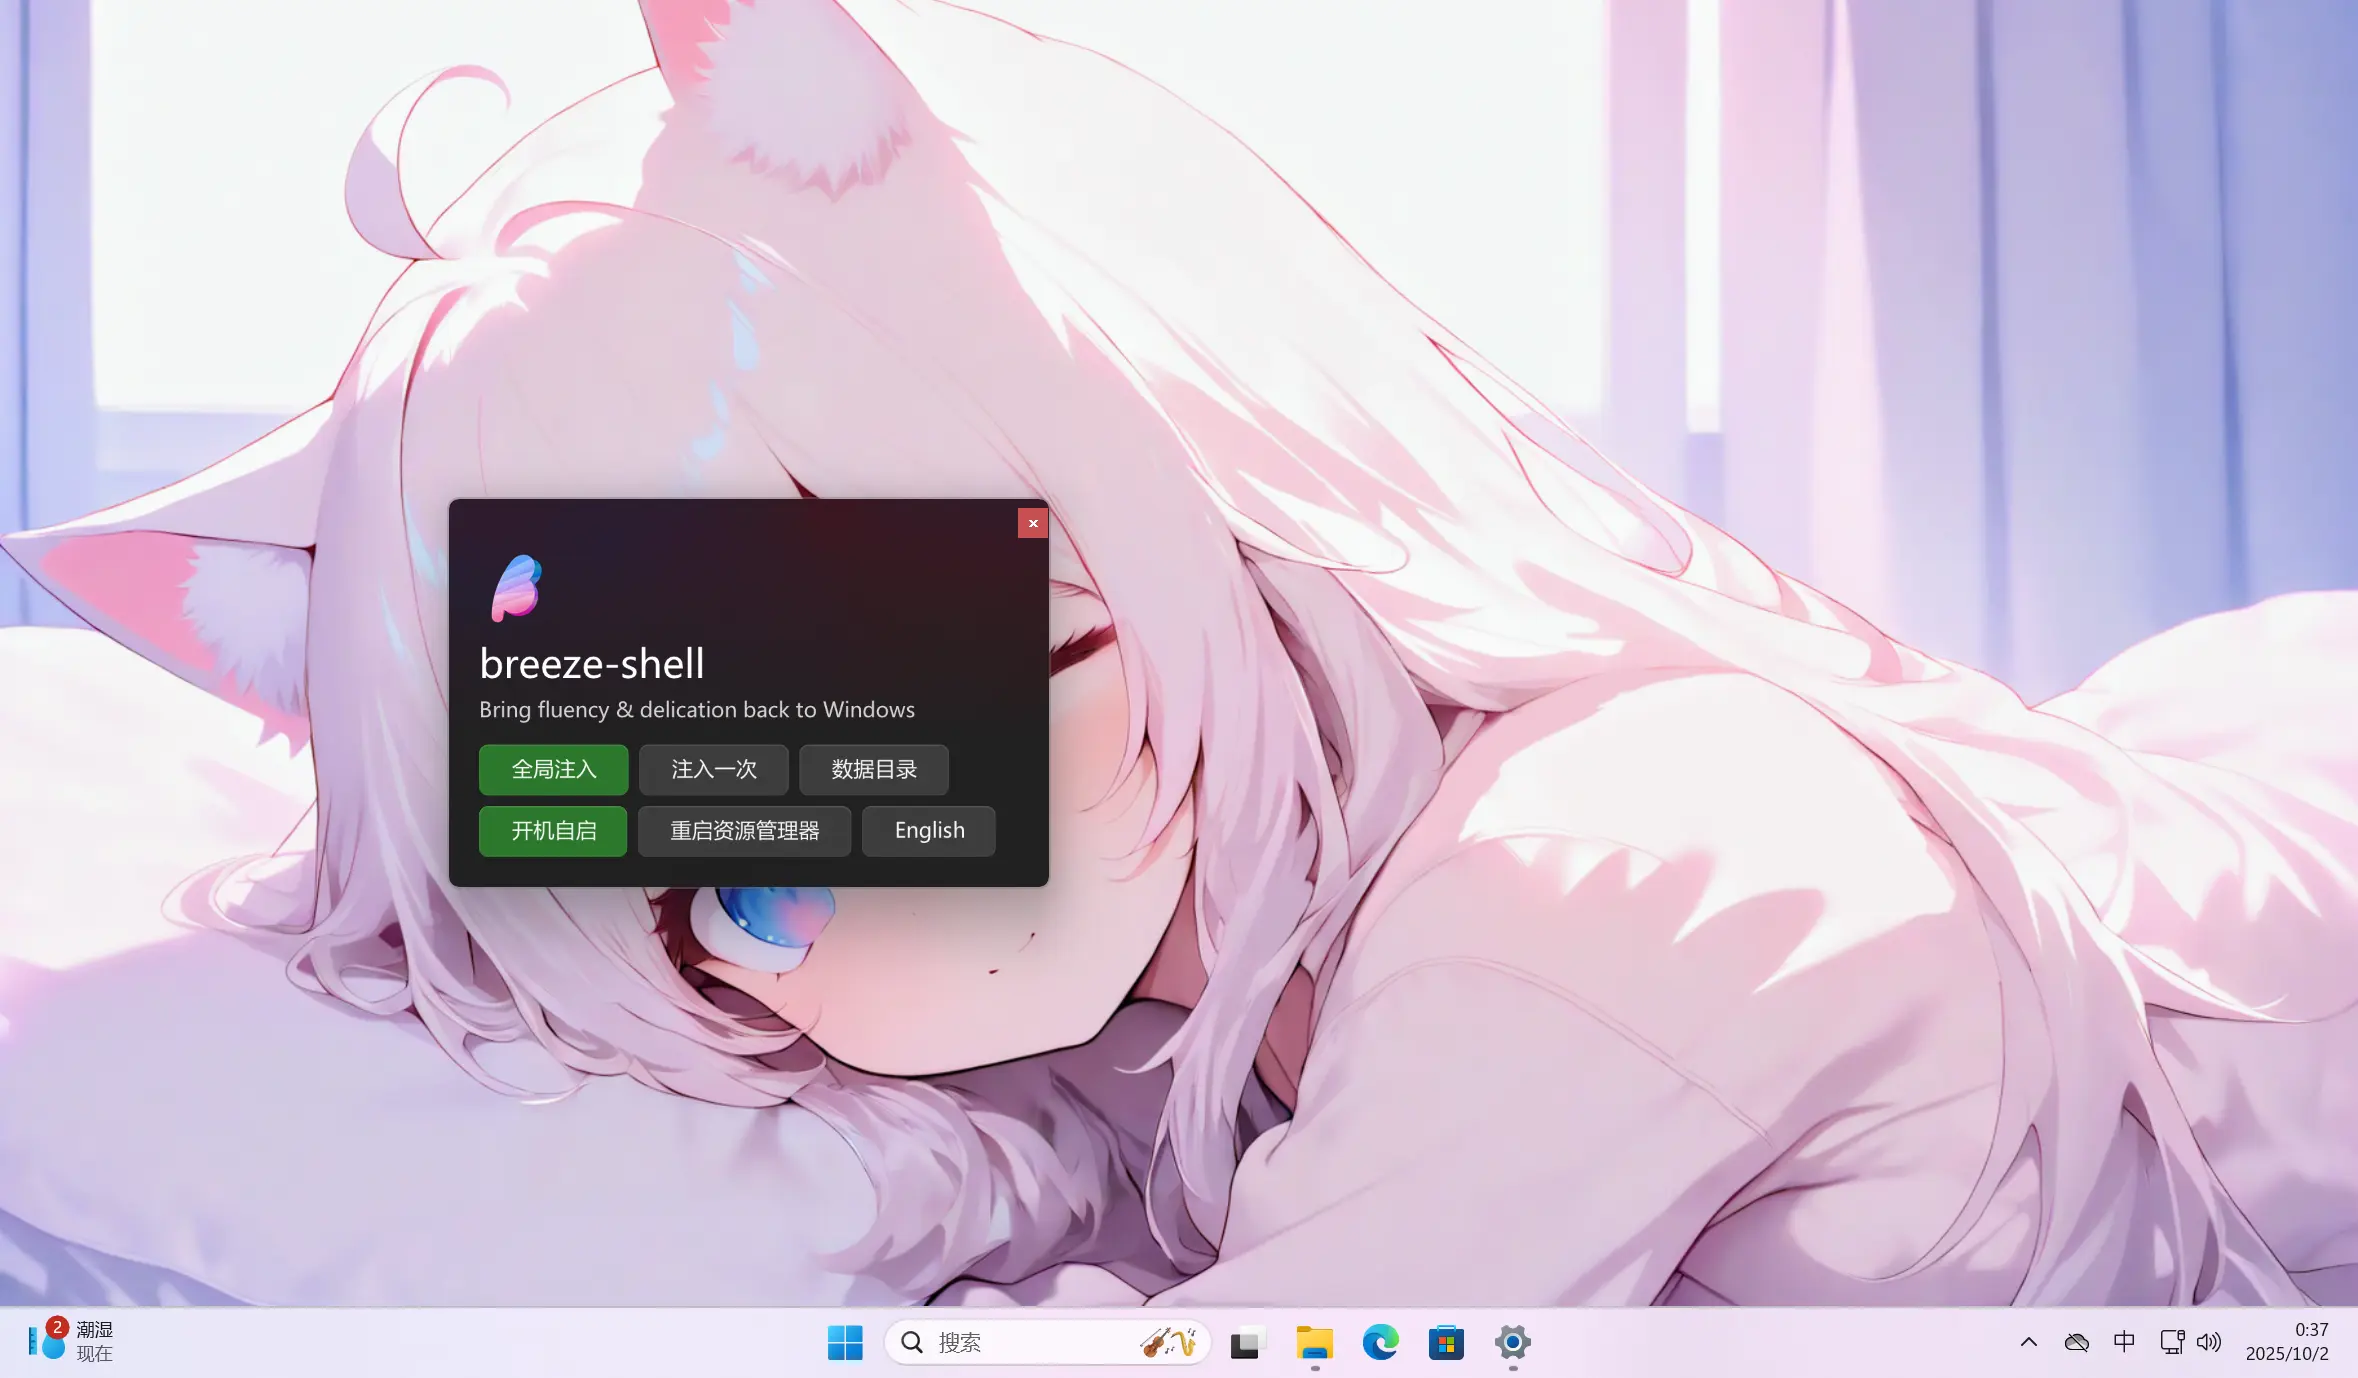 breeze-shell
Bring fluency & delication back to Windows
全局注入 注入一次 数据目录
开机自启 重启资源管理器 English
2 潮湿
现在
搜索
中
0:37
2025/10/2